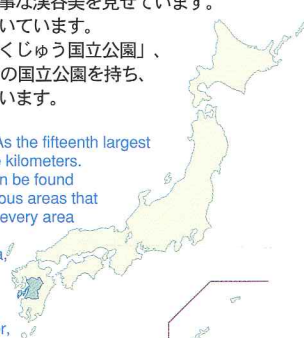 事な渓谷美を見せています。
いています。
くじゅう国立公園」、
の国立公園を持ち、
います。
As the fifteenth largest
kilometers.
n be found
ous areas that
every area
a,
er,